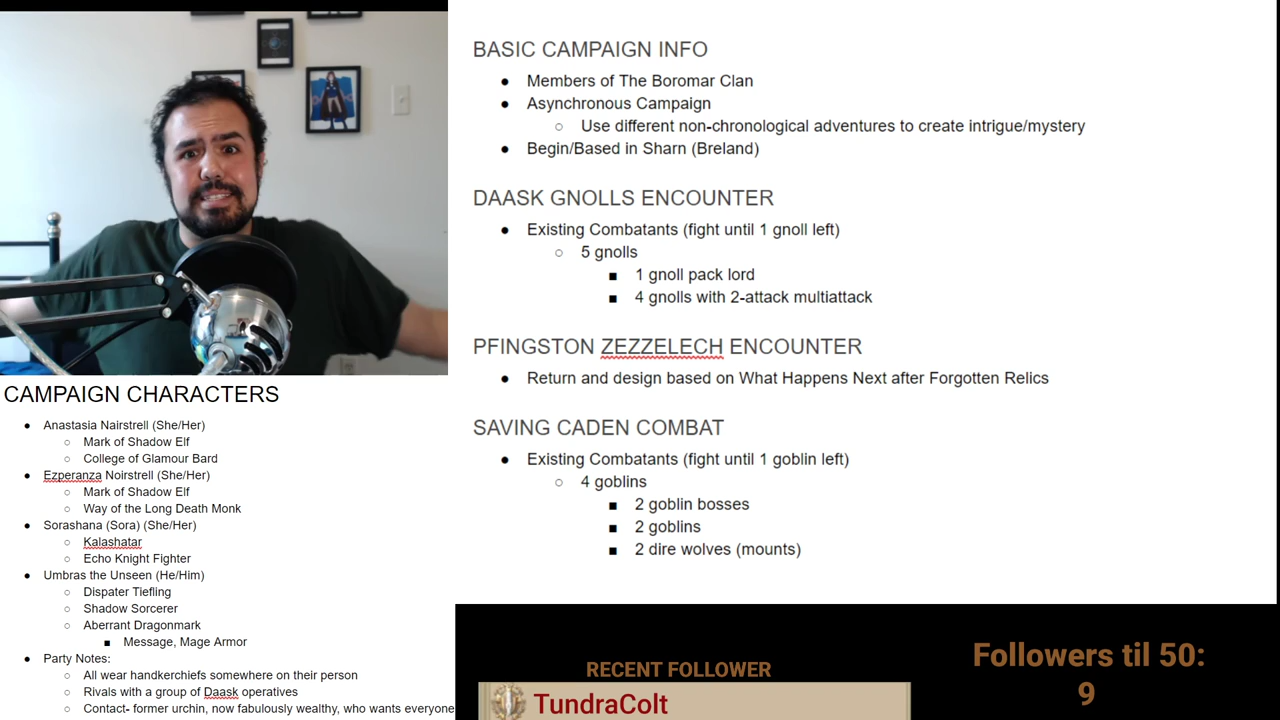 BASIC CAMPAIGN INFO
● Members of The Boromar Clan
● Asynchronous Campaign
○ Use different non-chronological adventures to create intrigue/mystery
● Begin/Based in Sharn (Breland)
DAASK GNOLLS ENCOUNTER
● Existing Combatants (fight until 1 gnoll left)
○ 5 gnolls
■ 1 gnoll pack lord
■ 4 gnolls with 2-attack multiattack
PFINGSTON ZEZZELECH ENCOUNTER
● Return and design based on What Happens Next after Forgotten Relics
SAVING CADEN COMBAT
● Existing Combatants (fight until 1 goblin left)
○ 4 goblins
■ 2 goblin bosses
■ 2 goblins
■ 2 dire wolves (mounts)
CAMPAIGN CHARACTERS
● Anastasia Nairstrell (She/Her)
○ Mark of Shadow Elf
○ College of Glamour Bard
● Ezperanza Noirstrell (She/Her)
○ Mark of Shadow Elf
○ Way of the Long Death Monk
● Sorashana (Sora) (She/Her)
○ Kalashatar
○ Echo Knight Fighter
● Umbras the Unseen (He/Him)
○ Dispater Tiefling
○ Shadow Sorcerer
○ Aberrant Dragonmark
■ Message, Mage Armor
● Party Notes:
○ All wear handkerchiefs somewhere on their person
○ Rivals with a group of Daask operatives
○ Contact- former urchin, now fabulously wealthy, who wants everyone
RECENT FOLLOWER
TundraColt
Followers til 50:
9